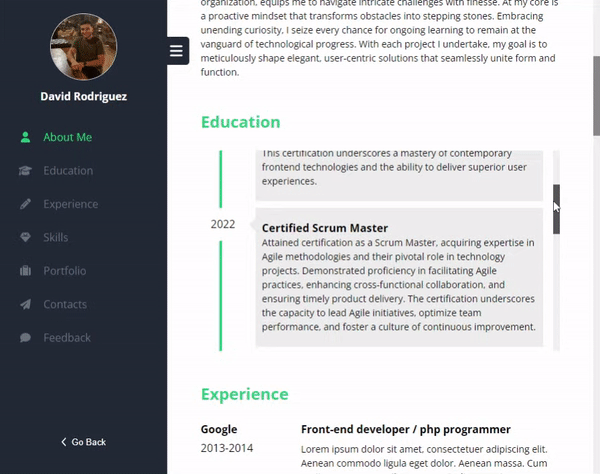 David Rodriguez
About Me
Education
Experience
Skills
Portfolio
Contacts
Feedback
Go Back
organization, equips me to navigate intricate challenges with finesse. At my core is
a proactive mindset that transforms obstacles into stepping stones. Embracing
unending curiosity, I seize every chance for ongoing learning to remain at the
vanguard of technological progress. With each project I undertake, my goal is to
meticulously shape elegant, user-centric solutions that seamlessly unite form and
function.
Education
This certification underscores a mastery of contemporary
frontend technologies and the ability to deliver superior user
experiences.
2022
Certified Scrum Master
Attained certification as a Scrum Master, acquiring expertise in
Agile methodologies and their pivotal role in technology
projects. Demonstrated proficiency in facilitating Agile
practices, enhancing cross-functional collaboration, and
ensuring timely product delivery. The certification underscores
the capacity to lead Agile initiatives, optimize team
performance, and foster a culture of continuous improvement.
Experience
Google
2013-2014
Front-end developer / php programmer
Lorem ipsum dolor sit amet, consectetuer adipiscing elit.
Aenean commodo ligula eget dolor. Aenean massa. Cum